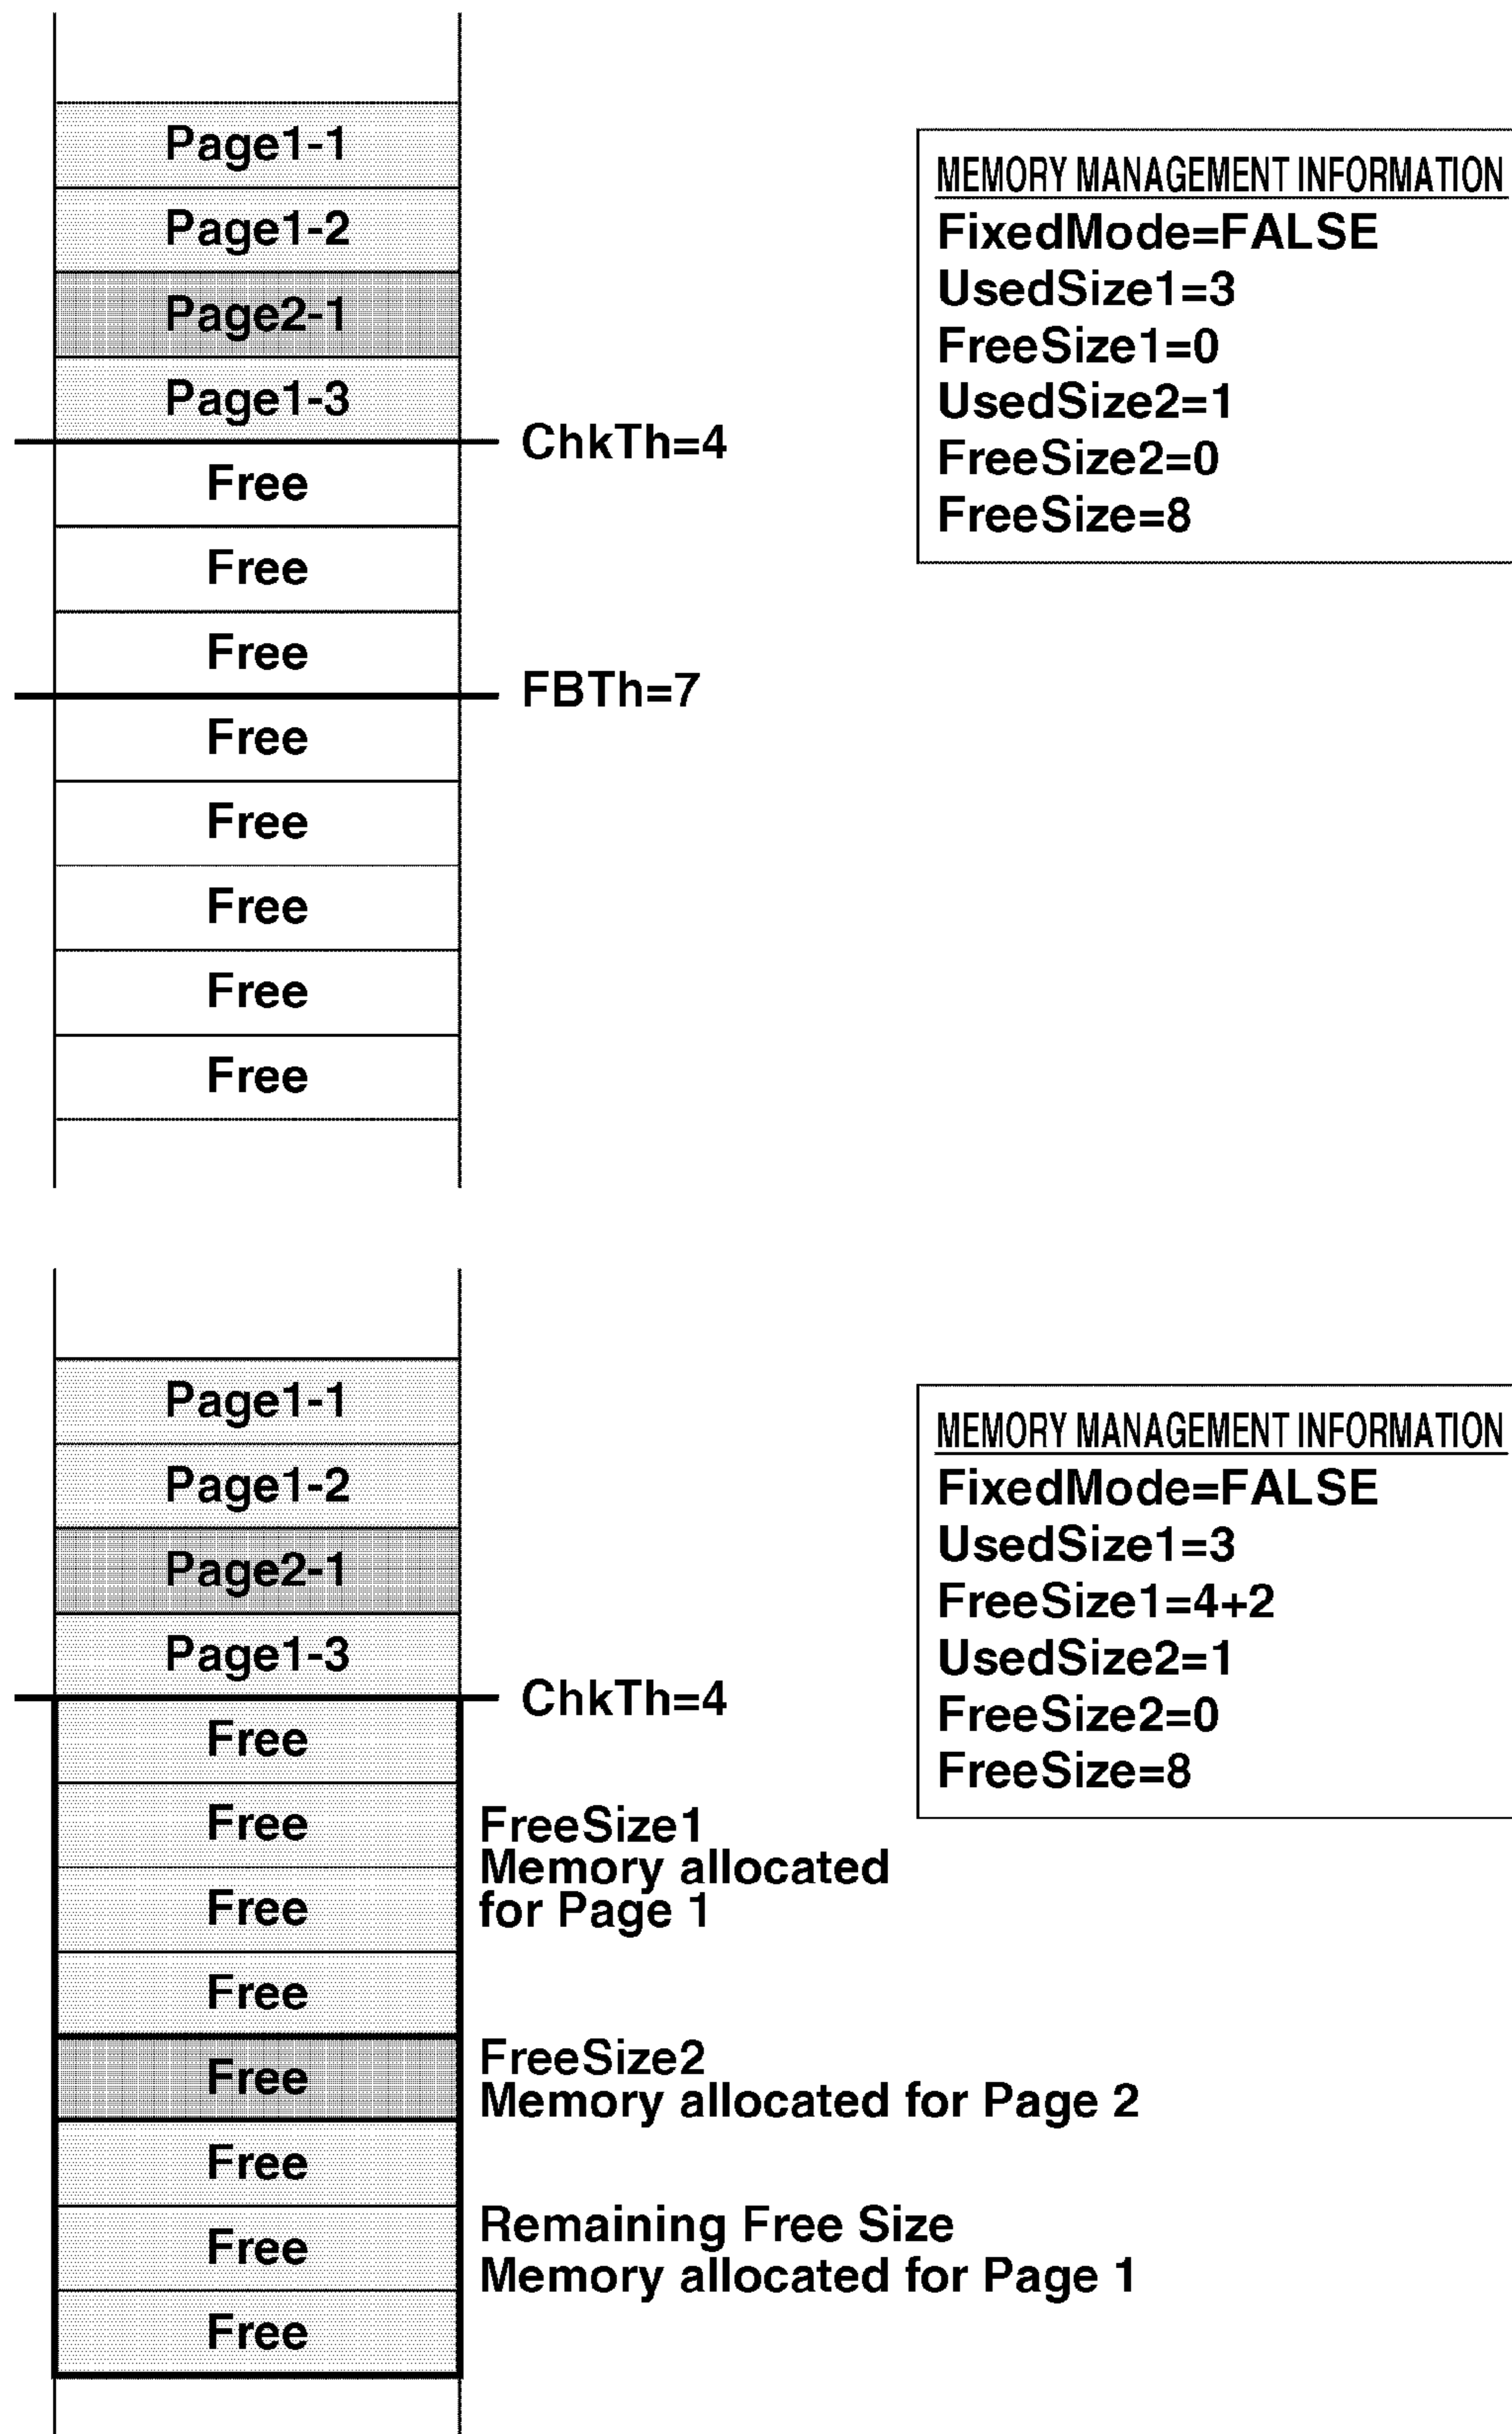 Page1-1
Page1-2
Page2-1
Page1-3
ChkTh=4
Free
Free
Free
FBTh=7
Free
Free
Free
Free
Free
MEMORY MANAGEMENT INFORMATION
FixedMode=FALSE
UsedSize1=3
FreeSize1=0
UsedSize2=1
FreeSize2=0
FreeSize=8
Page1-1
Page1-2
Page2-1
Page1-3
ChkTh=4
Free
Free
Free
Free
Free
Free
Free
Free
FreeSize1
Memory allocated
for Page 1
FreeSize2
Memory allocated for Page 2
Remaining Free Size
Memory allocated for Page 1
MEMORY MANAGEMENT INFORMATION
FixedMode=FALSE
UsedSize1=3
FreeSize1=4+2
UsedSize2=1
FreeSize2=0
FreeSize=8